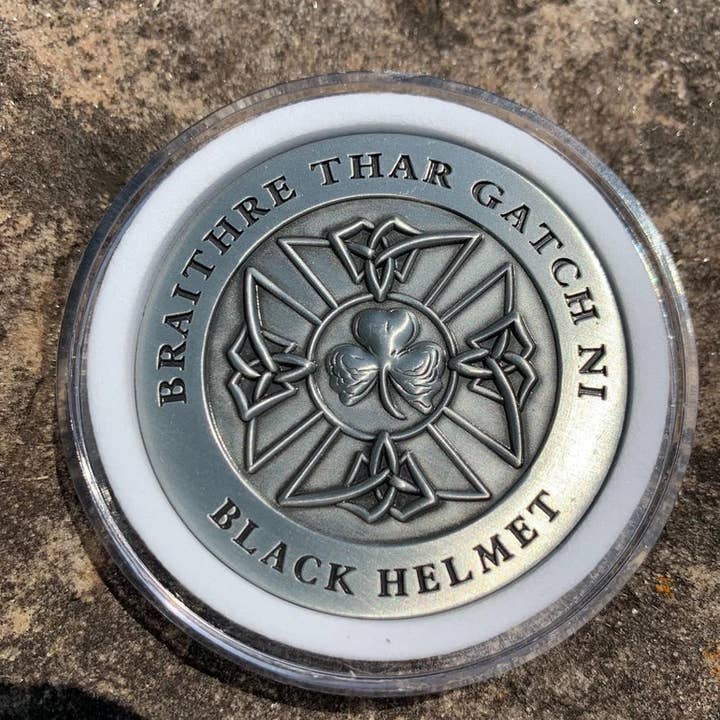 BRAITHRE THAR GATCH NI
BLACK HELMET